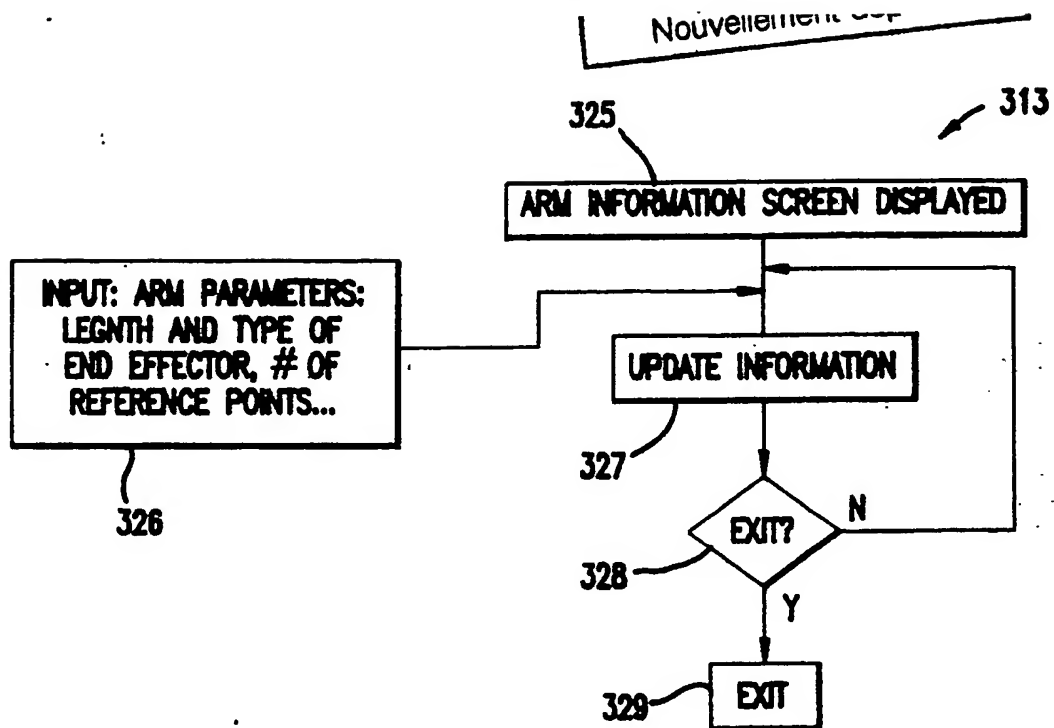 Nouvellement
313
325
ARM INFORMATION SCREEN DISPLAYED
INPUT: ARM PARAMETERS:
LEGNTH AND TYPE OF
END EFFECTOR, # OF
REFERENCE POINTS...
326
UPDATE INFORMATION
327
EXIT?
N
328
Y
EXIT
329